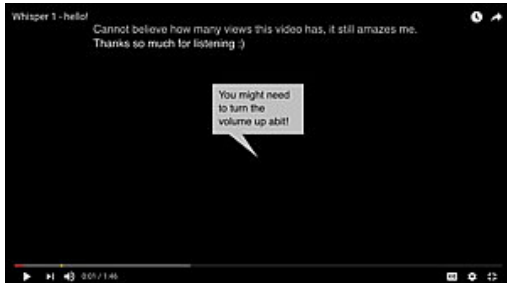 Whisper 1 - hello!
Cannot believe how many views this video has, it still amazes me.
Thanks so much for listening :)
You might need
to turn the
volume up abit!
0:01 / 1:46